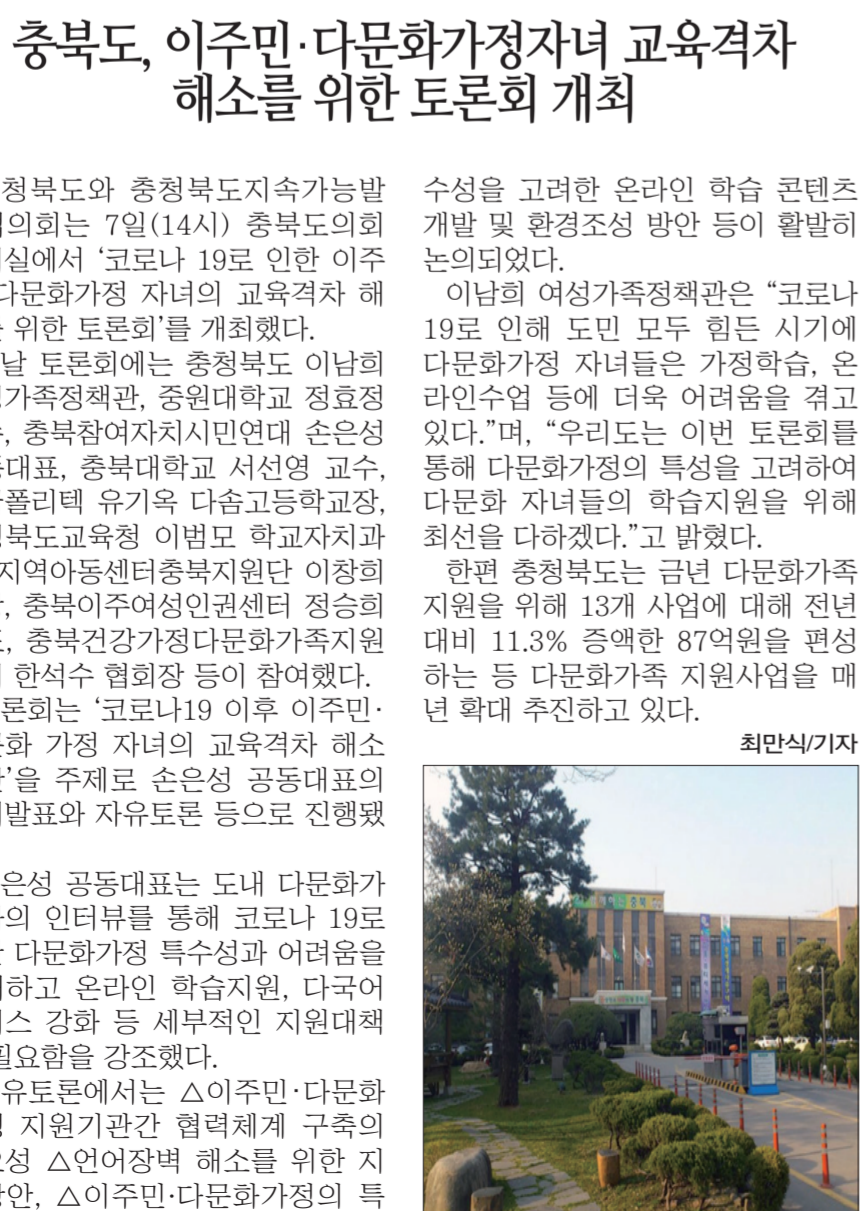 충북도, 이주민·다문화가정자녀 교육격차
해소를 위한 토론회 개최
청북도와 충청북도지속가능발
의회는 7일(14시) 충북도의회
실에서 ‘코로나 19로 인한 이주
다문화가정 자녀의 교육격차 해
위한 토론회’를 개최했다.
날 토론회에는 충청북도 이남희
가족정책관, 중원대학교 정효정
, 충북참여자치시민연대 손은성
대표, 충북대학교 서선영 교수,
폴리텍 유기옥 다솜고등학교장,
북도교육청 이범모 학교자치과
지역아동센터충북지원단 이창희
, 충북이주여성인권센터 정승희
, 충북건강가정다문화가족지원
한석수 협회장 등이 참여했다.
론회는 ‘코로나19 이후 이주민·
화 가정 자녀의 교육격차 해소
’을 주제로 손은성 공동대표의
발표와 자유토론 등으로 진행됐
은성 공동대표는 도내 다문화가
의 인터뷰를 통해 코로나 19로
다문화가정 특수성과 어려움을
하고 온라인 학습지원, 다국어
스 강화 등 세부적인 지원대책
필요함을 강조했다.
유토론에서는 △이주민·다문화
지원기관간 협력체계 구축의
성 △언어장벽 해소를 위한 지
안, △이주민·다문화가정의 특
수성을 고려한 온라인 학습 콘텐츠
개발 및 환경조성 방안 등이 활발히
논의되었다.
이남희 여성가족정책관은 “코로나
19로 인해 도민 모두 힘든 시기에
다문화가정 자녀들은 가정학습, 온
라인수업 등에 더욱 어려움을 겪고
있다.”며, “우리도는 이번 토론회를
통해 다문화가정의 특성을 고려하여
다문화 자녀들의 학습지원을 위해
최선을 다하겠다.”고 밝혔다.
한편 충청북도는 금년 다문화가족
지원을 위해 13개 사업에 대해 전년
대비 11.3% 증액한 87억원을 편성
하는 등 다문화가족 지원사업을 매
년 확대 추진하고 있다.
최만식/기자